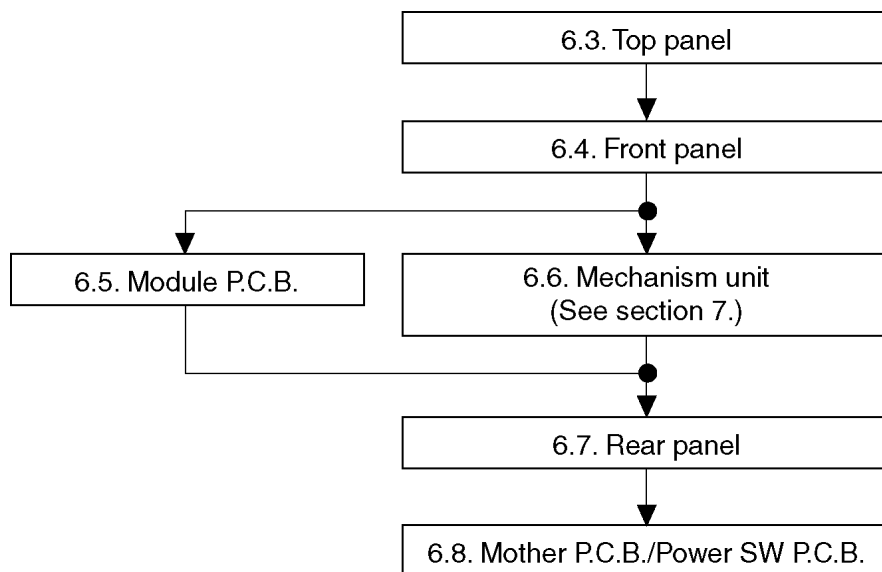 6.3. Top panel
6.4. Front panel
6.5. Module P.C.B.
6.6. Mechanism unit
(See section 7.)
6.7. Rear panel
6.8. Mother P.C.B./Power SW P.C.B.